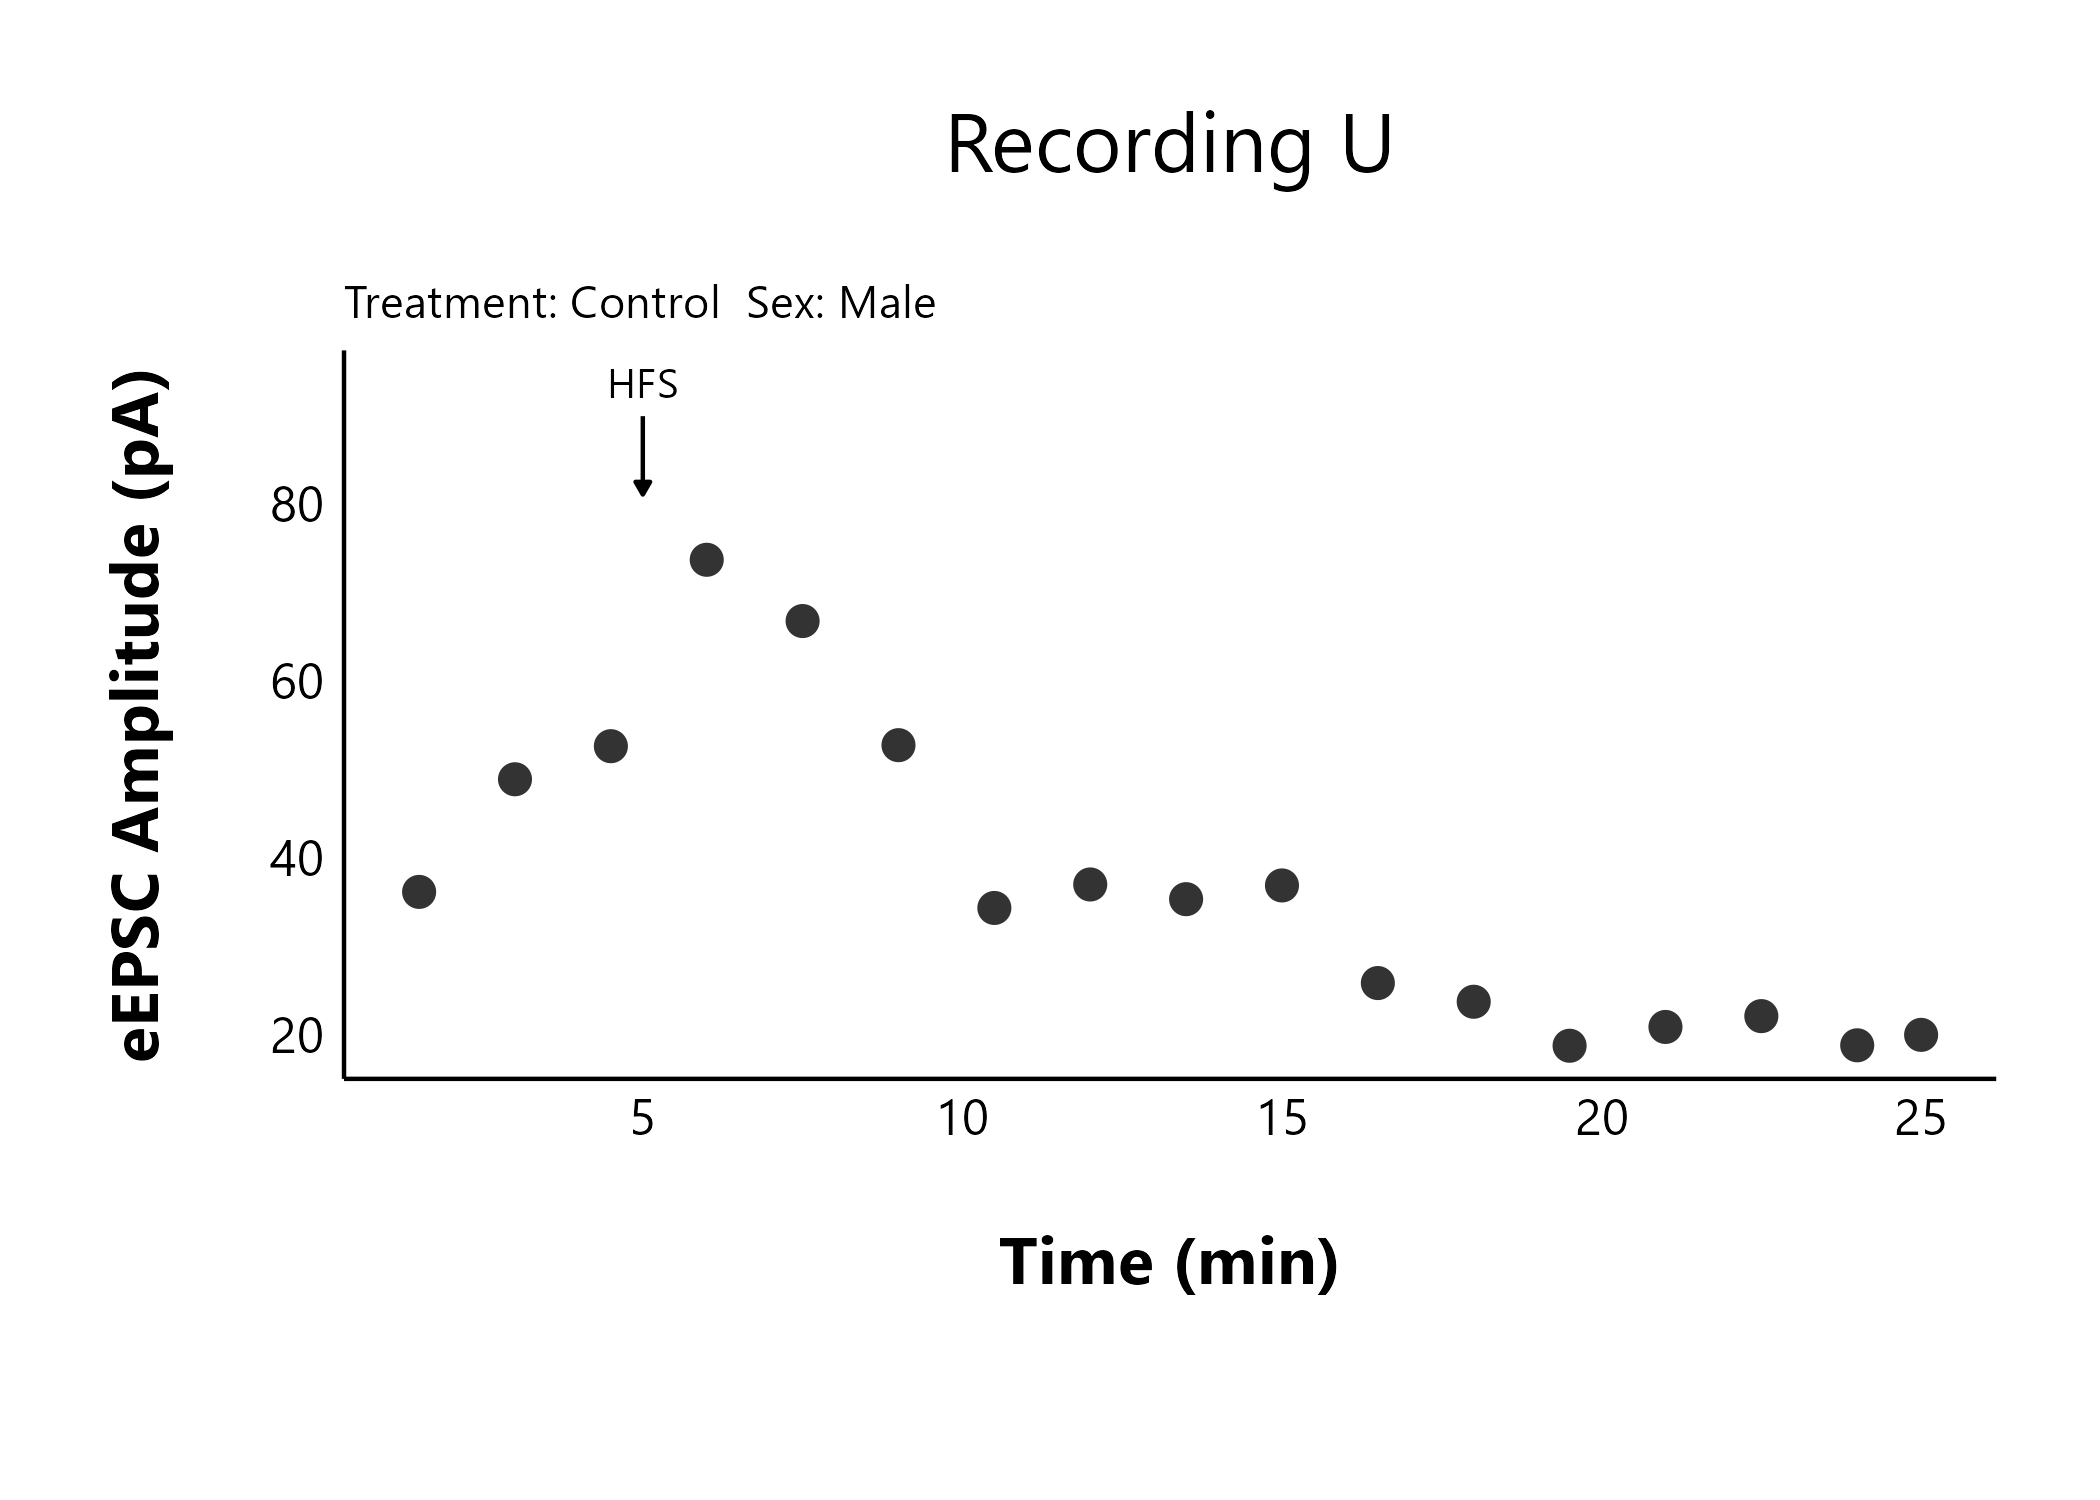 Recording U
Treatment: Control  Sex: Male
HFS
eEPSC Amplitude (pA)
80
60
40
20
5 10 15 20 25
Time (min)